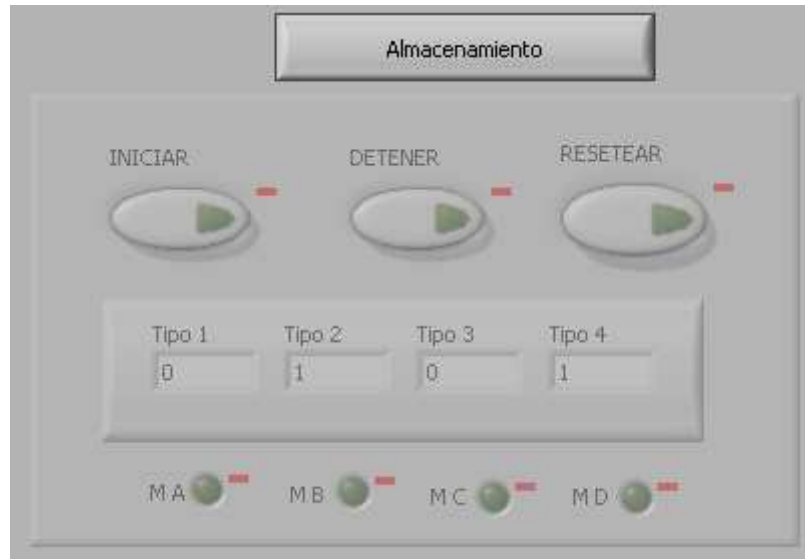 Almacenamiento
INICIAR DETENER RESETEAR
Tipo 1 Tipo 2 Tipo 3 Tipo 4
0 1 0 1
M A M B M C M D